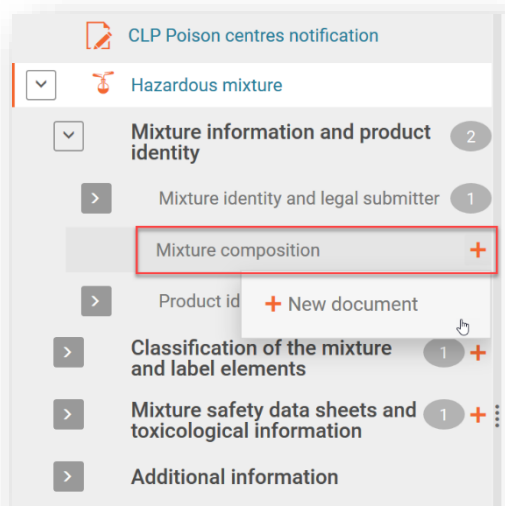 CLP Poison centres notification
Hazardous mixture
Mixture information and product 2
identity
Mixture identity and legal submitter 1
Mixture composition +
Product id
+ New document
Classification of the mixture 1 +
and label elements
Mixture safety data sheets and 1 +
toxicological information
Additional information